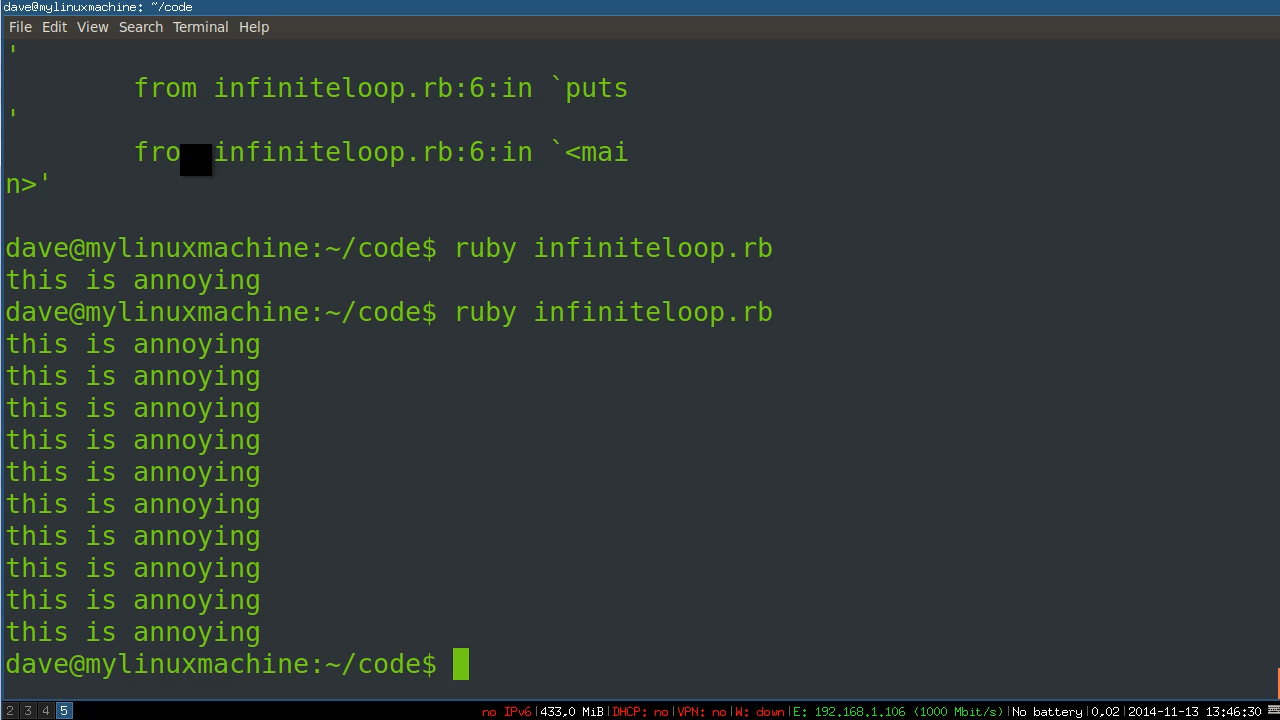 dave@mylinuxmachine: ~/code
File Edit View Search Terminal Help
'
from infiniteloop.rb:6:in `puts
'
fro infiniteloop.rb:6:in `<mai
n>'
dave@mylinuxmachine:~/code$ ruby infiniteloop.rb
this is annoying
dave@mylinuxmachine:~/code$ ruby infiniteloop.rb
this is annoying
this is annoying
this is annoying
this is annoying
this is annoying
this is annoying
this is annoying
this is annoying
this is annoying
this is annoying
dave@mylinuxmachine:~/code$
2 3 4 5 no IPv6|433,0 MiB|DHCP: no|VPN: no|W: down|E: 192.168.1.106 (1000 Mbit/s)|No battery|0,02|2014-11-13 13:46:30